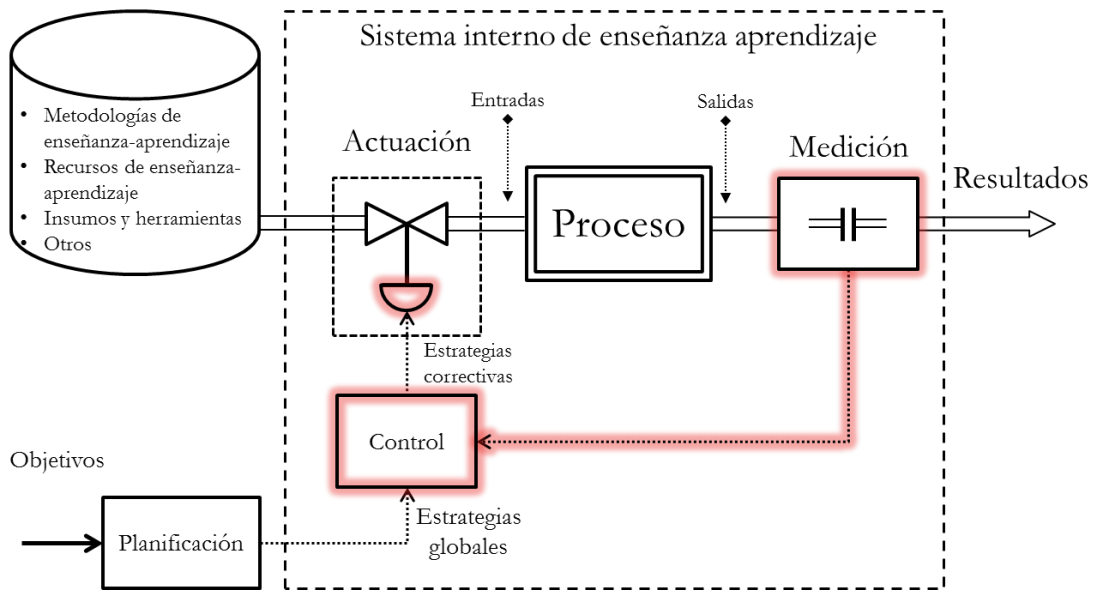 Sistema interno de enseñanza aprendizaje
• Metodologías de
enseñanza-aprendizaje
• Recursos de enseñanza-
aprendizaje
• Insumos y herramientas
• Otros
Actuación
Entradas
Salidas
Proceso
Medición
Resultados
Estrategias
correctivas
Control
Objetivos
Planificación
Estrategias
globales